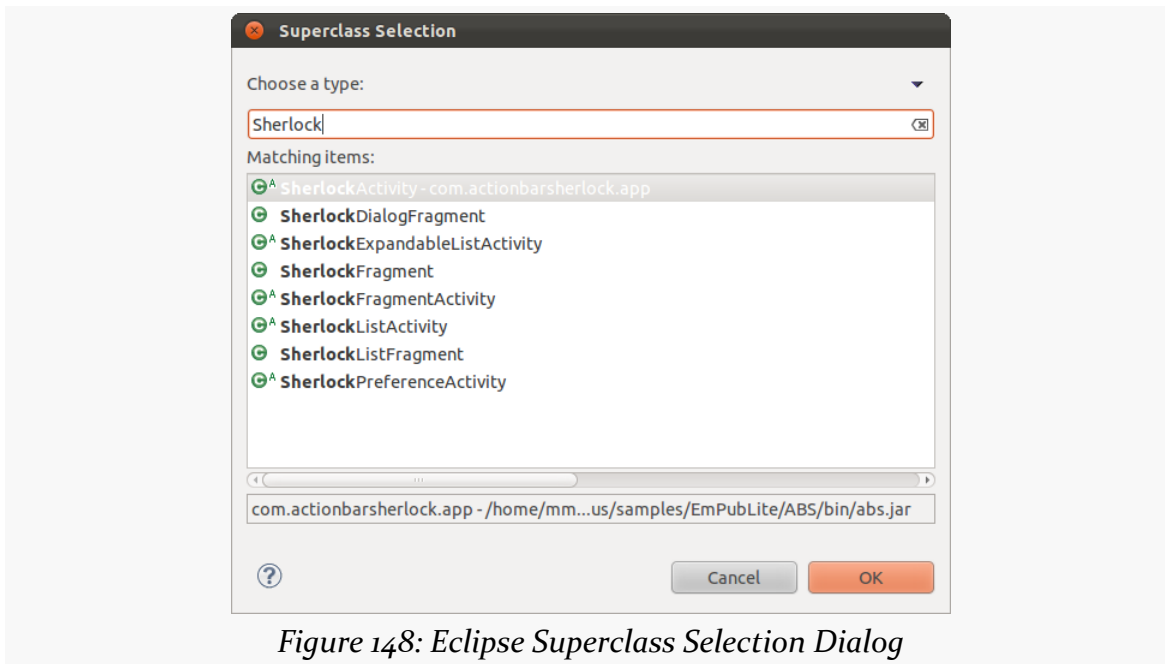 Superclass Selection
Choose a type:
Sherlock
Matching items:
SherlockActivity - com.actionbarsherlock.app
SherlockDialogFragment
SherlockExpandableListActivity
SherlockFragment
SherlockFragmentActivity
SherlockListActivity
SherlockListFragment
SherlockPreferenceActivity
com.actionbarsherlock.app - /home/mm...us/samples/EmPubLite/ABS/bin/abs.jar
Cancel OK
Figure 148: Eclipse Superclass Selection Dialog